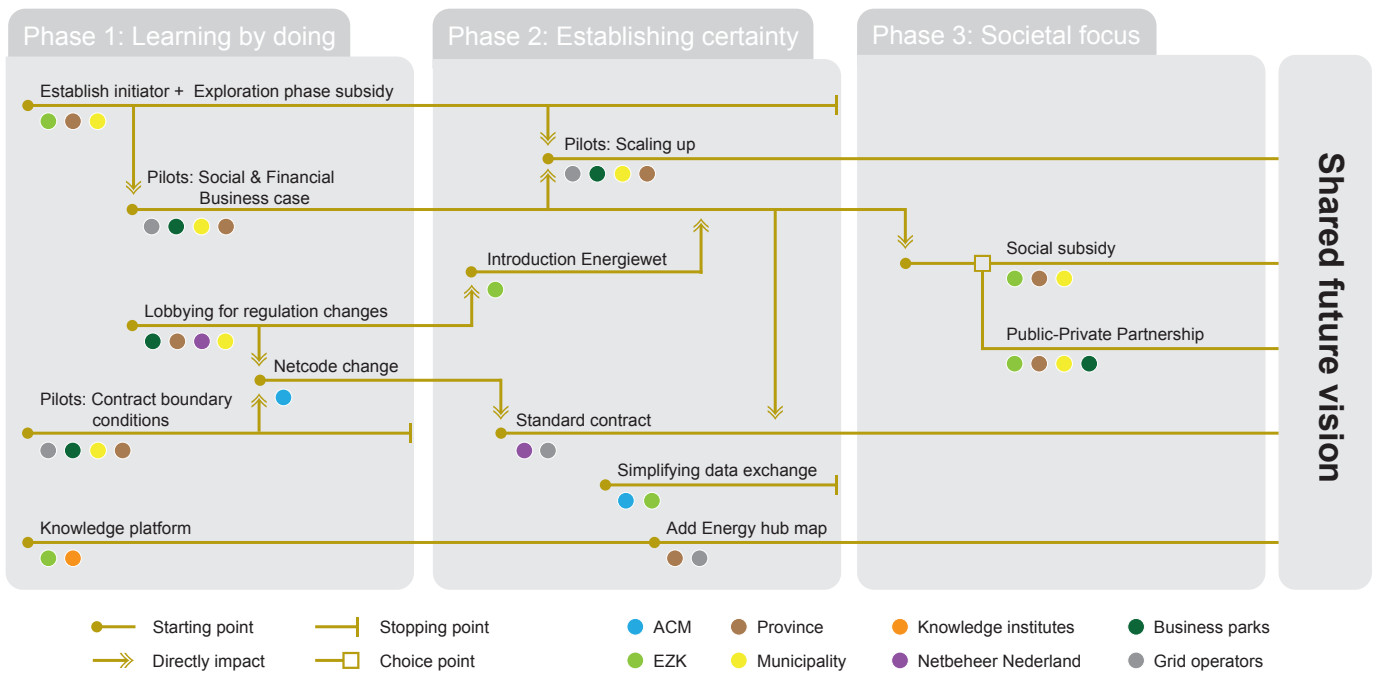 Phase 1: Learning by doing
Phase 2: Establishing certainty
Phase 3: Societal focus
Establish initiator + Exploration phase subsidy
Pilots: Scaling up
Pilots: Social & Financial
Business case
Social subsidy
Introduction Energiewet
Lobbying for regulation changes
Public-Private Partnership
Netcode change
Pilots: Contract boundary
conditions
Standard contract
Simplifying data exchange
Knowledge platform
Add Energy hub map
Shared future vision
Starting point
Stopping point
ACM
Province
Knowledge institutes
Business parks
Directly impact
Choice point
EZK
Municipality
Netbeheer Nederland
Grid operators